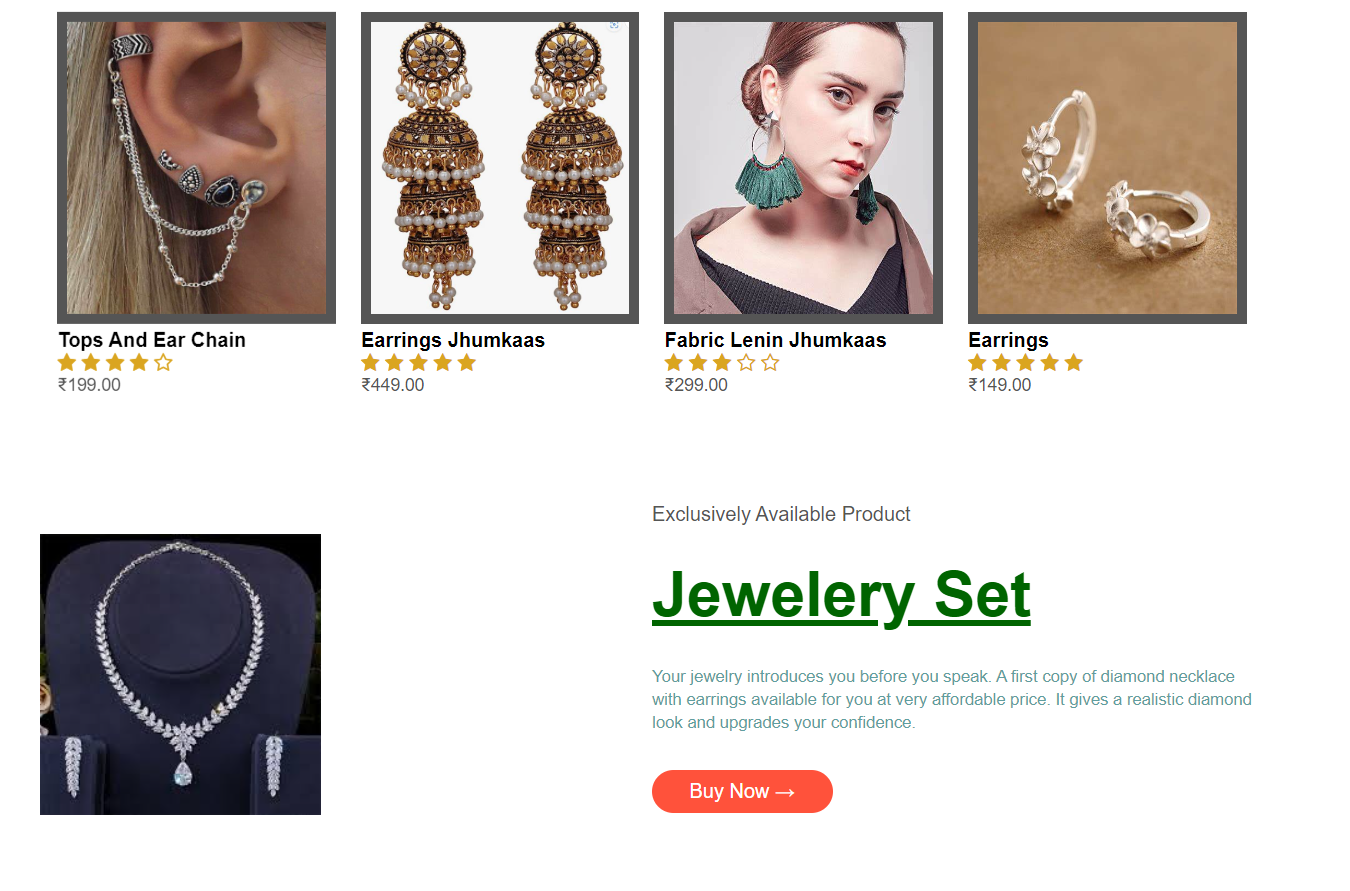 Tops And Ear Chain
₹199.00
Earrings Jhumkaas
₹449.00
Fabric Lenin Jhumkaas
₹299.00
Earrings
₹149.00
Exclusively Available Product
Jewelery Set
Your jewelry introduces you before you speak. A first copy of diamond necklace
with earrings available for you at very affordable price. It gives a realistic diamond
look and upgrades your confidence.
Buy Now →